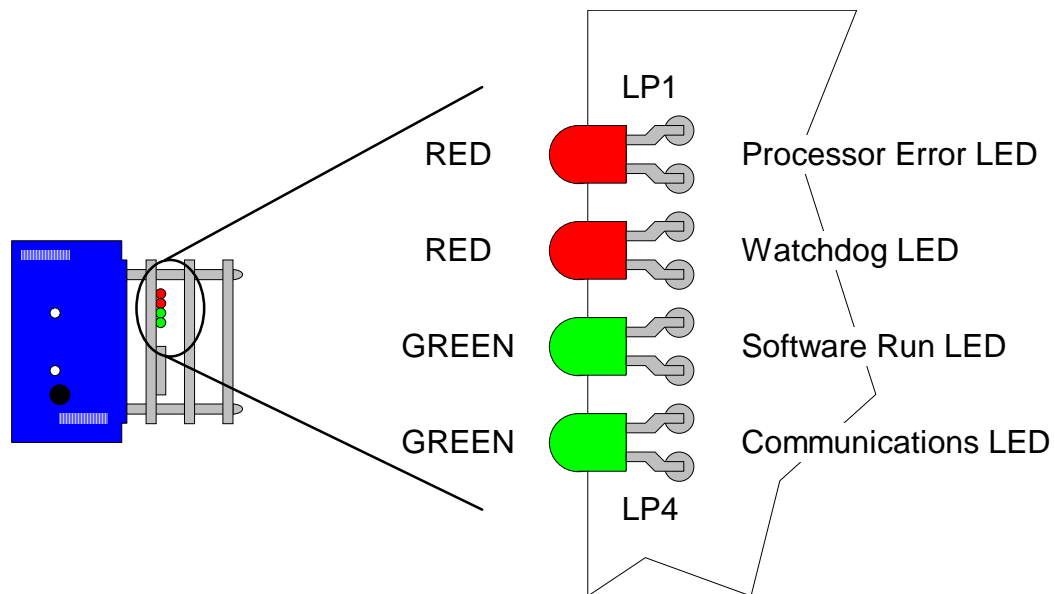 LP1
RED Processor Error LED
RED Watchdog LED
GREEN Software Run LED
GREEN Communications LED
LP4